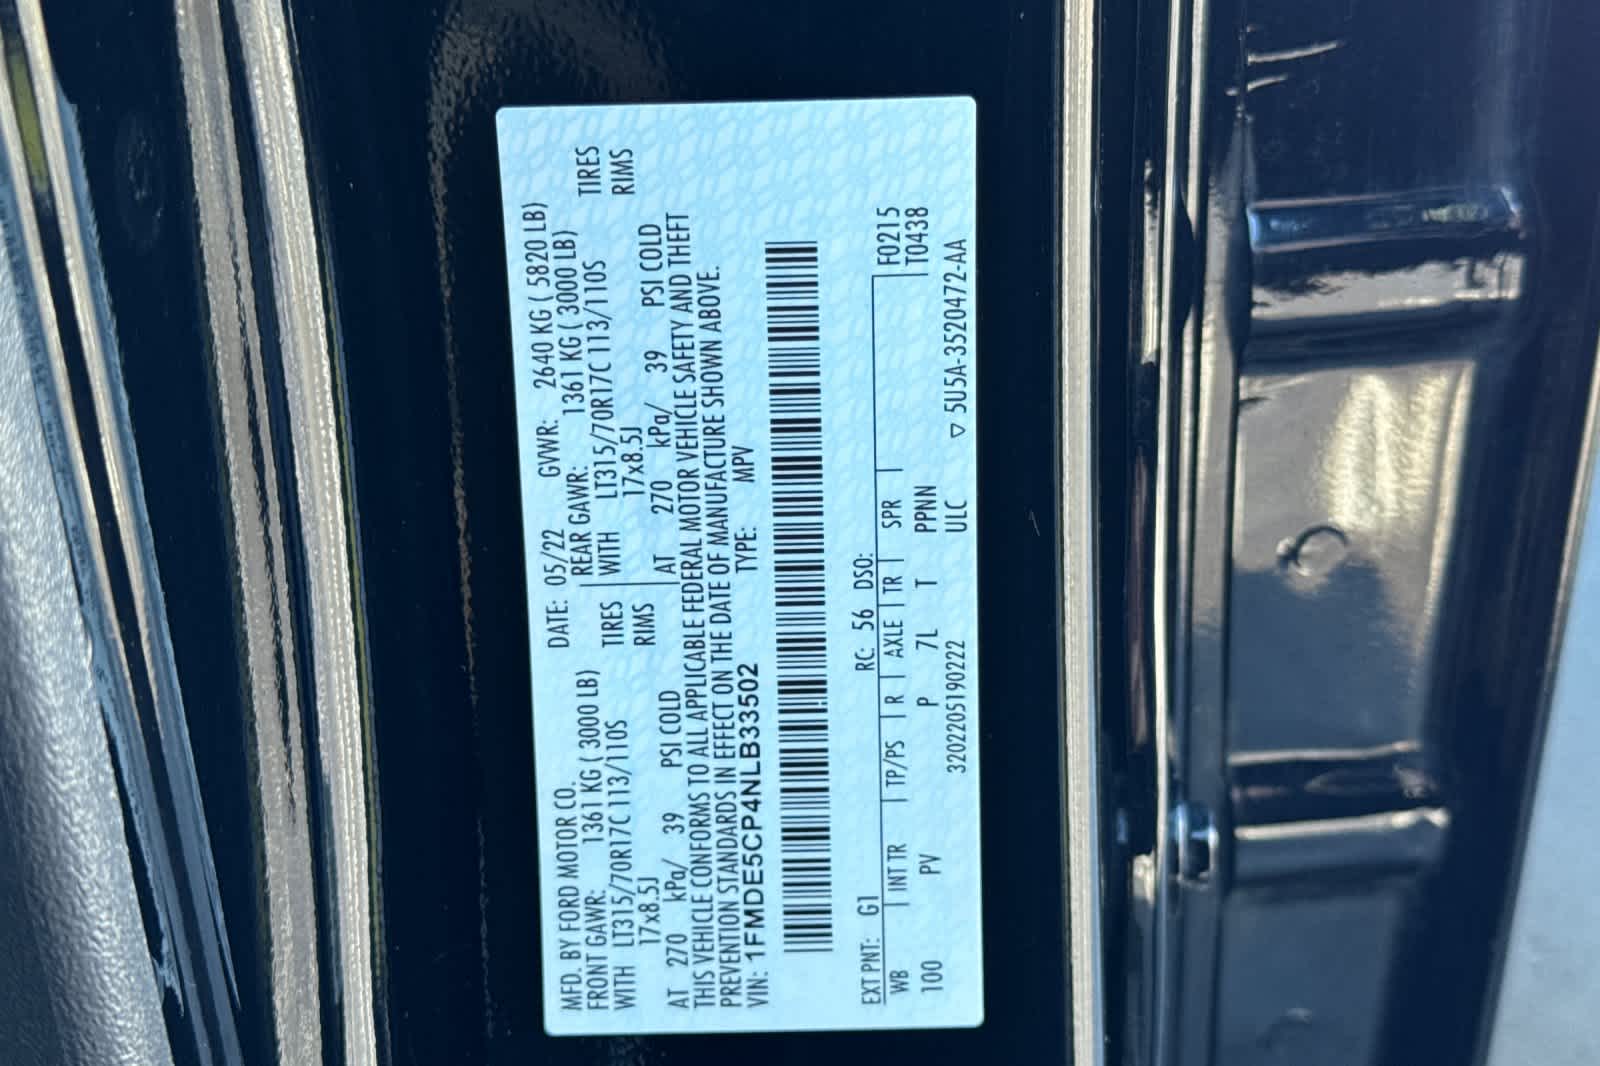 MFD. BY FORD MOTOR CO. DATE: 05/22 GVWR: 2640 KG ( 5820 LB)
FRONT GAWR: 1361 KG ( 3000 LB) REAR GAWR: 1361 KG ( 3000 LB)
WITH LT315/70R17C 113/110S TIRES WITH LT315/70R17C 113/110S TIRES
17x8.5J RIMS 17x8.5J RIMS
AT 270 kPa/ 39 PSI COLD AT 270 kPa/ 39 PSI COLD
THIS VEHICLE CONFORMS TO ALL APPLICABLE FEDERAL MOTOR VEHICLE SAFETY AND THEFT
PREVENTION STANDARDS IN EFFECT ON THE DATE OF MANUFACTURE SHOWN ABOVE.
VIN: 1FMDE5CP4NLB33502 TYPE: MPV
EXT PNT: G1 RC: 56 DSO: F0215
WB INT TR TP/PS R AXLE TR SPR T0438
100 PV P 7L T PPNN
3202205190222 ULC ▽ 5U5A-3520472-AA